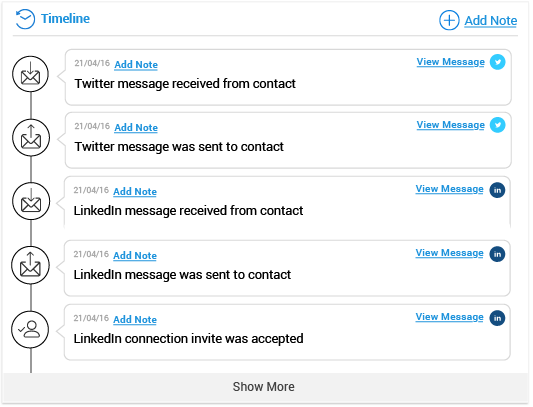 Timeline
Add Note
21/04/16 Add Note View Message
Twitter message received from contact
21/04/16 Add Note View Message
Twitter message was sent to contact
21/04/16 Add Note View Message in
LinkedIn message received from contact
21/04/16 Add Note View Message in
LinkedIn message was sent to contact
21/04/16 Add Note View Message in
LinkedIn connection invite was accepted
Show More